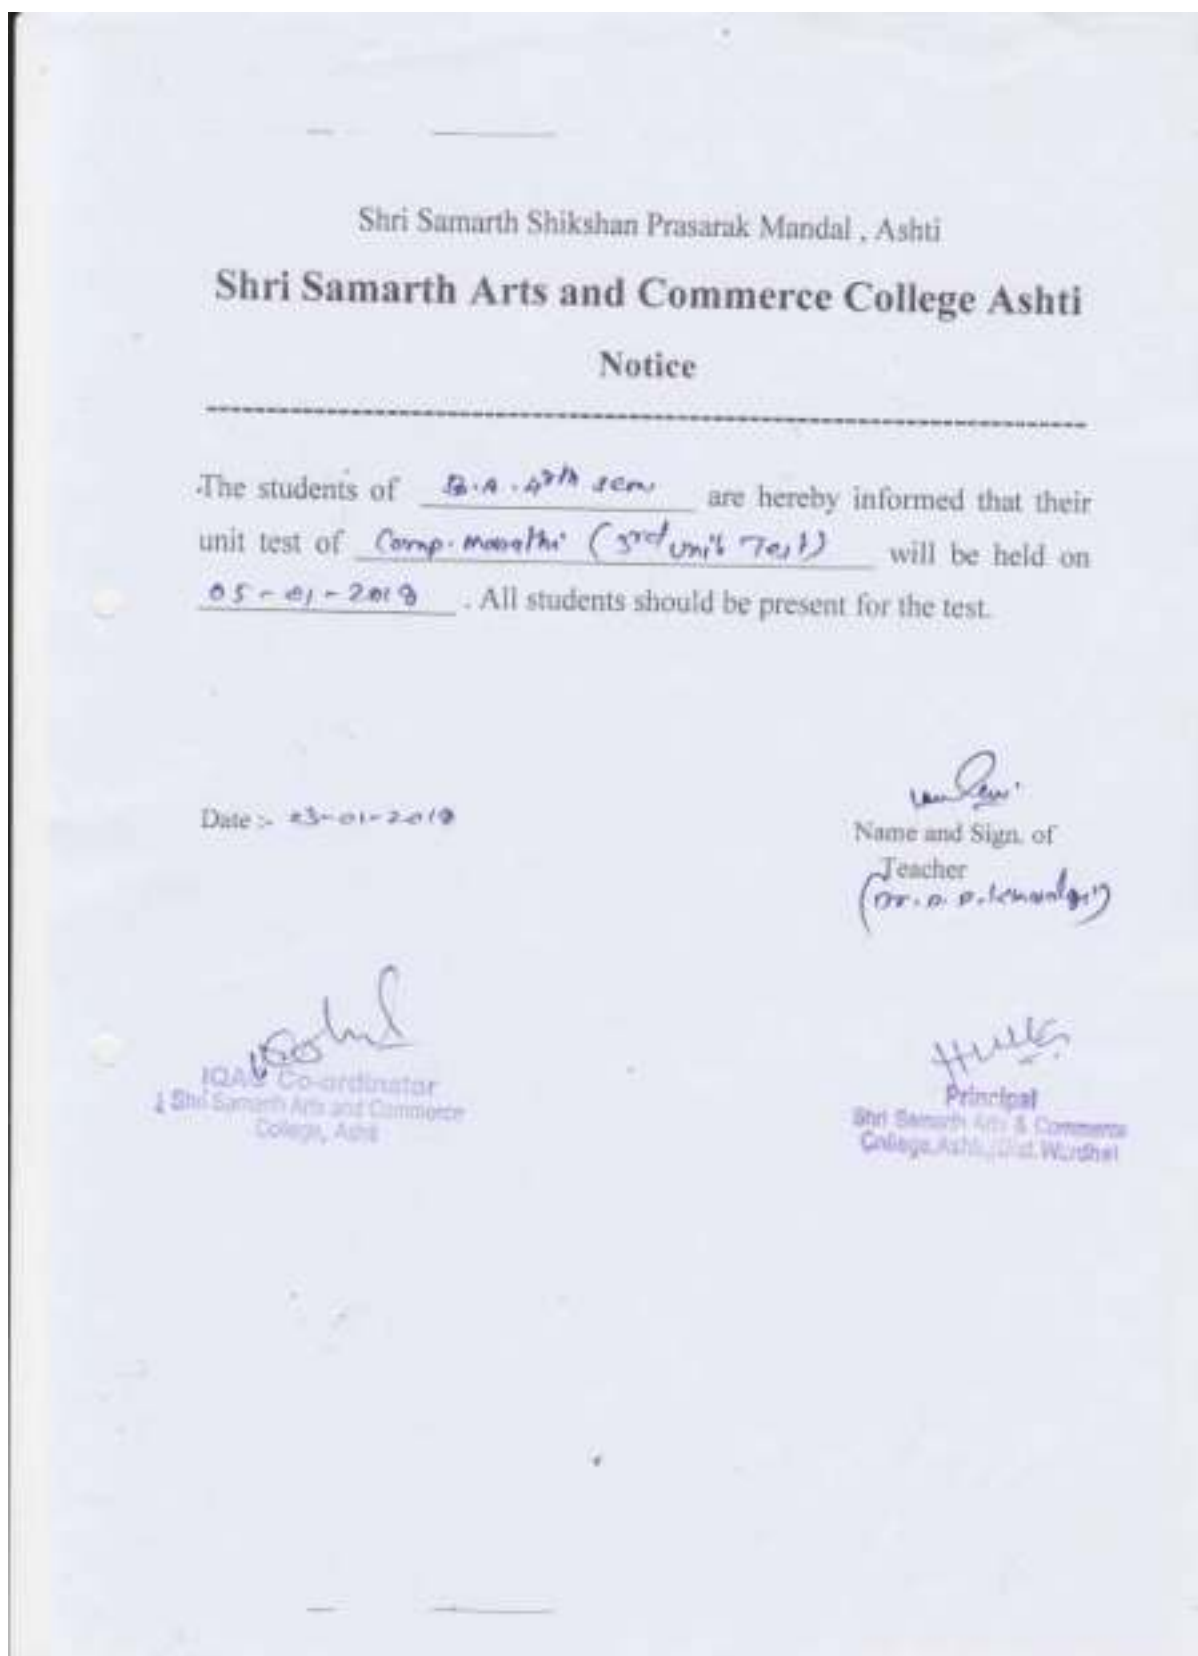 Shri Samarth Shikshan Prasarak Mandal , Ashti
Shri Samarth Arts and Commerce College Ashti
Notice
The students of B.A. 4th sem are hereby informed that their
unit test of Comp. Marathi (3rd Unit Test) will be held on
05-01-2018 . All students should be present for the test.
Date :- 03-01-2018
Name and Sign. of
Teacher
(Dr.
IQAC Co-ordinator
Shri Samarth Arts and Commerce
College, Ashti
Principal
Shri Samarth Arts & Commerce
College, Ashti, Dist. Wardha